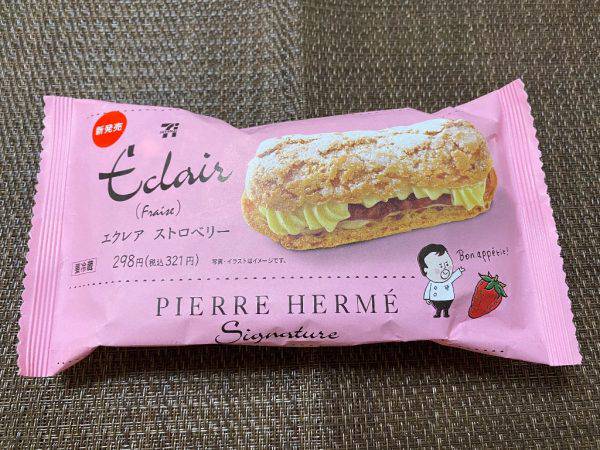 新発売
Éclair
(Fraise)
エクレア ストロベリー
要冷蔵
298円(税込321円)
写真・イラストはイメージです。
Bon appétit!
PIERRE HERMÉ
Signature